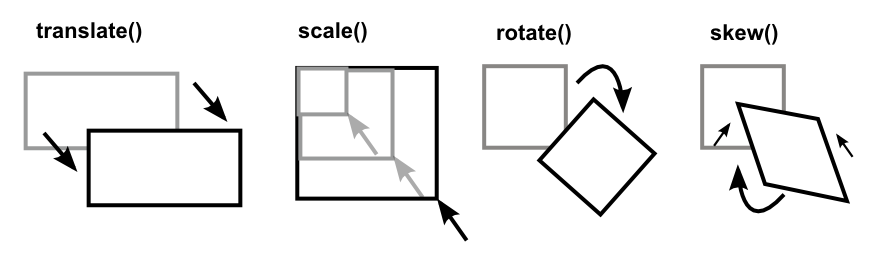 translate()
scale()
rotate()
skew()